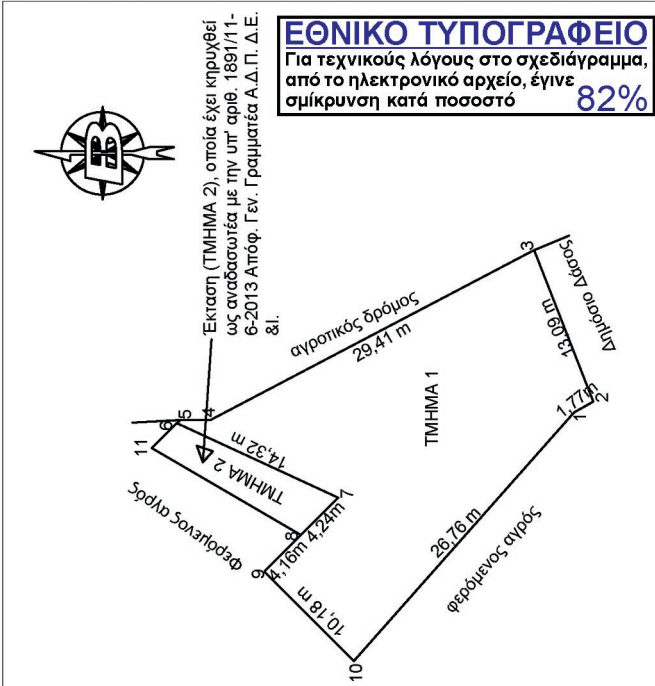 ΕΘΝΙΚΟ ΤΥΠΟΓΡΑΦΕΙΟ
Για τεχνικούς λόγους στο σχεδιάγραμμα,
από το ηλεκτρονικό αρχείο, έγινε
σμίκρυνση κατά ποσοστό 82%
Έκταση (ΤΜΗΜΑ 2), οποία έχει κηρυχθεί
ως αναδασωτέα με την υπ' αριθ. 1891/11-
6-2013 Απόφ. Γεν. Γραμματέα Α.Δ.Π. Δ.Ε.
&Ι.
3
Δημόσιο Δάσος
13,09 m
αγροτικός δρόμος
29,41 m
ΤΜΗΜΑ 1
1,77m
1
2
4
5
6
11
14,32 m
ΤΜΗΜΑ 2
φερόμενος αγρός
7
8
9
4,16m
4,24m
10,18 m
26,76 m
φερόμενος αγρός
10